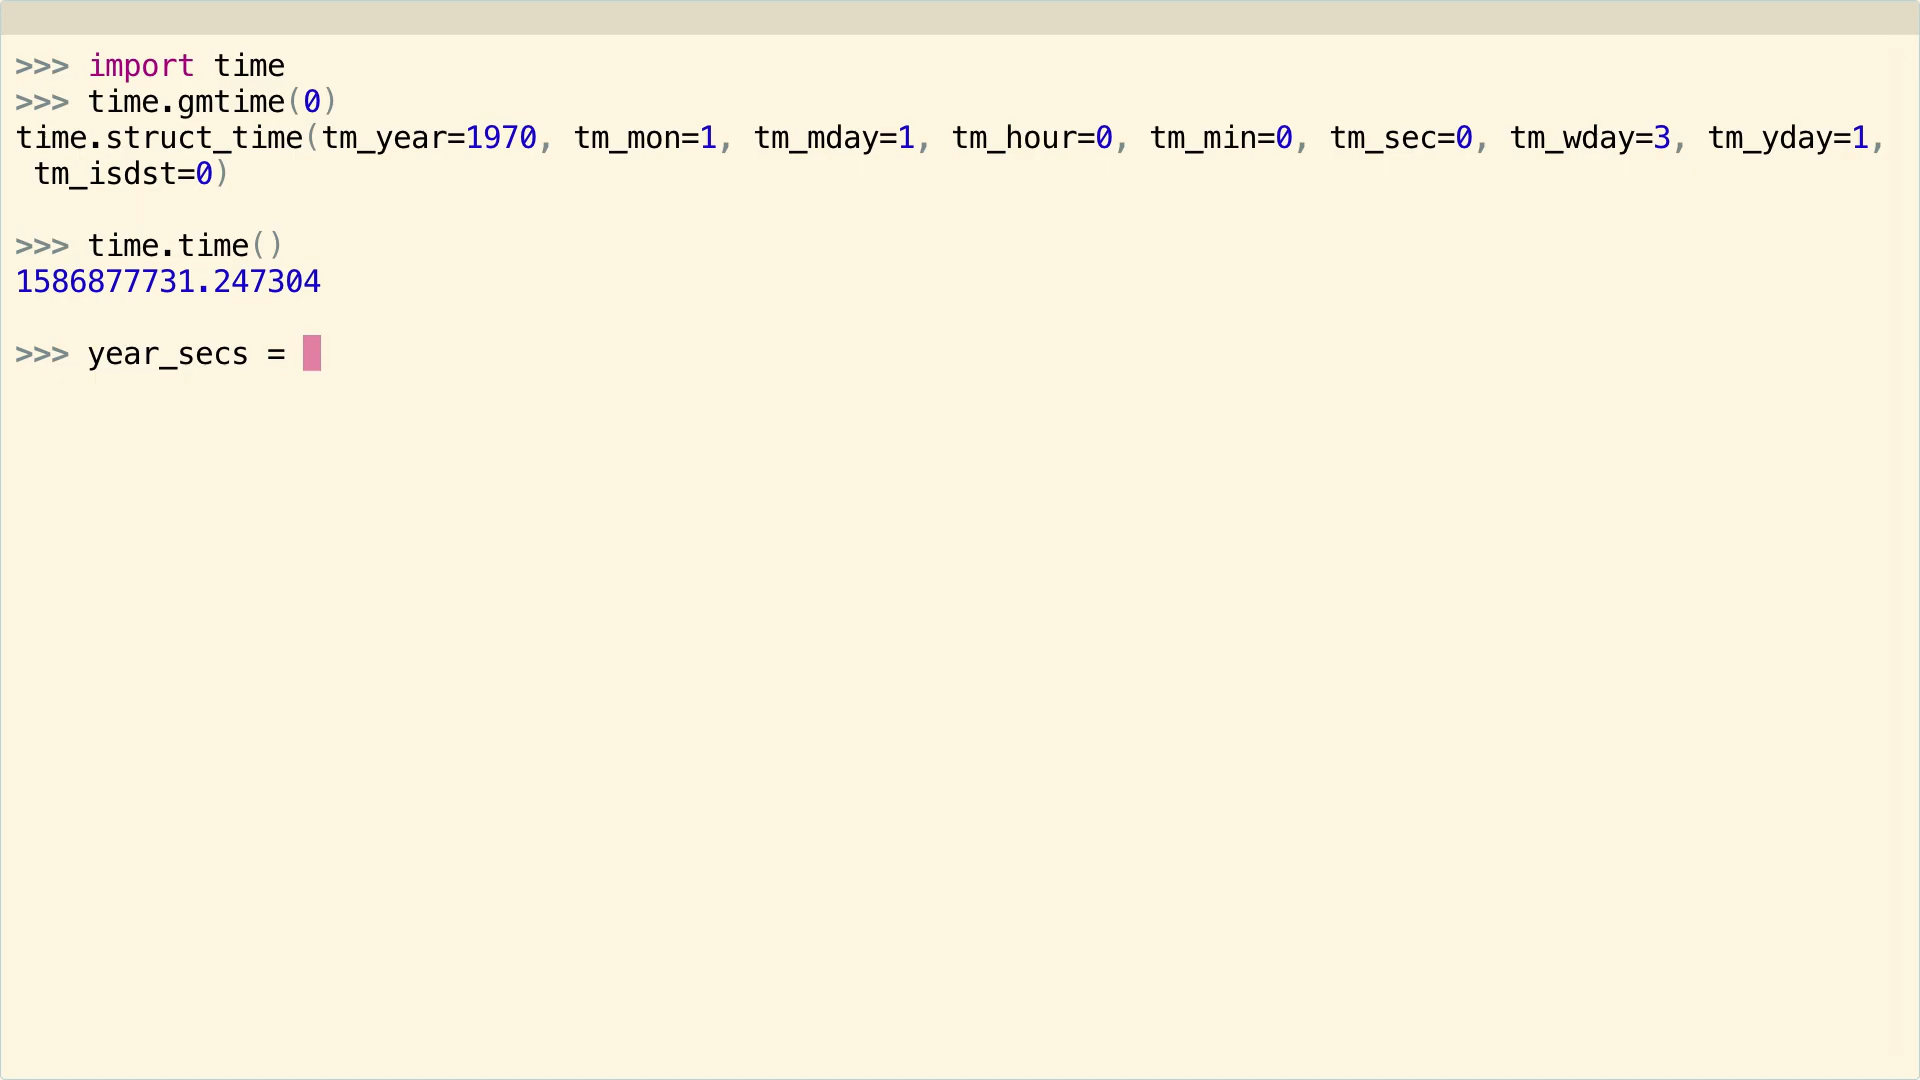 >>> import time
>>> time.gmtime(0)
time.struct_time(tm_year=1970, tm_mon=1, tm_mday=1, tm_hour=0, tm_min=0, tm_sec=0, tm_wday=3, tm_yday=1,
 tm_isdst=0)
>>> time.time()
1586877731.247304
>>> year_secs =